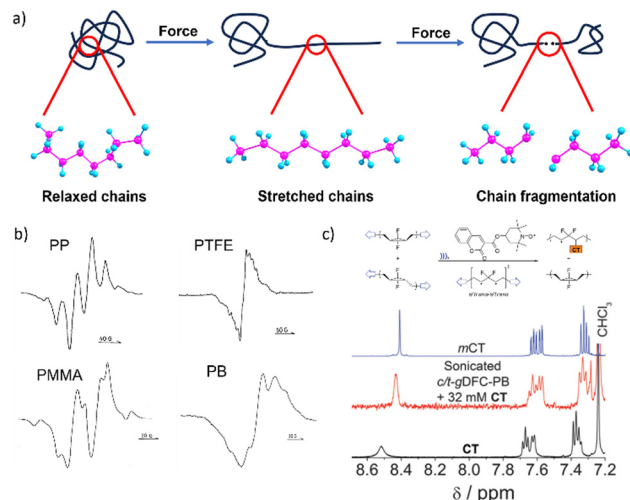 a)
Force
Force
Relaxed chains
Stretched chains
Chain fragmentation
b)
PP
PTFE
PMMA
PB
c)
CT
CHCl3
mCT
Sonicated
c/t-gDFC-PB
+ 32 mM CT
CT
8.6 8.4 8.2 8.0 7.8 7.6 7.4 7.2
δ / ppm